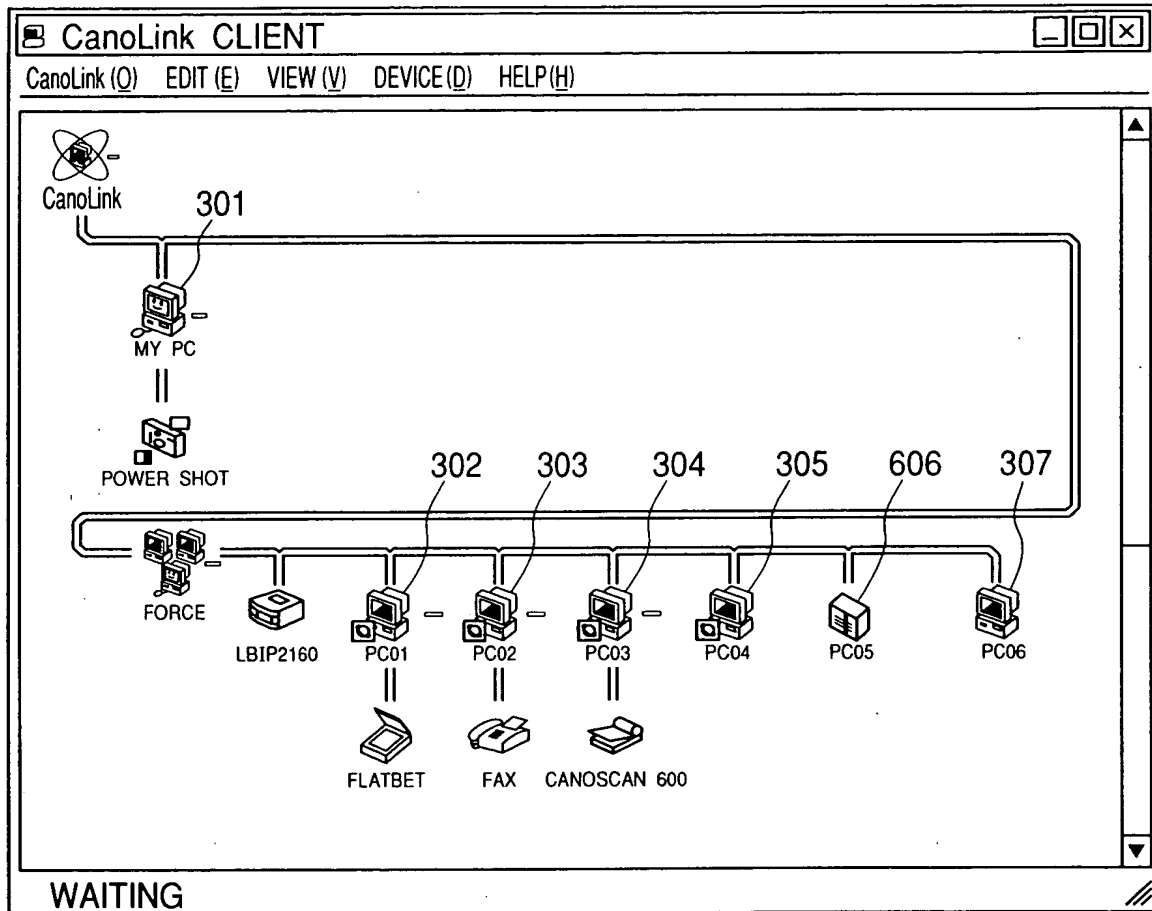 CanoLink CLIENT
CanoLink (O) EDIT (E) VIEW (V) DEVICE (D) HELP (H)
CanoLink
301
MY PC
POWER SHOT
302 303 304 305 606 307
FORCE
LBIP2160
PC01 PC02 PC03 PC04 PC05 PC06
FLATBET FAX CANOSCAN 600
WAITING